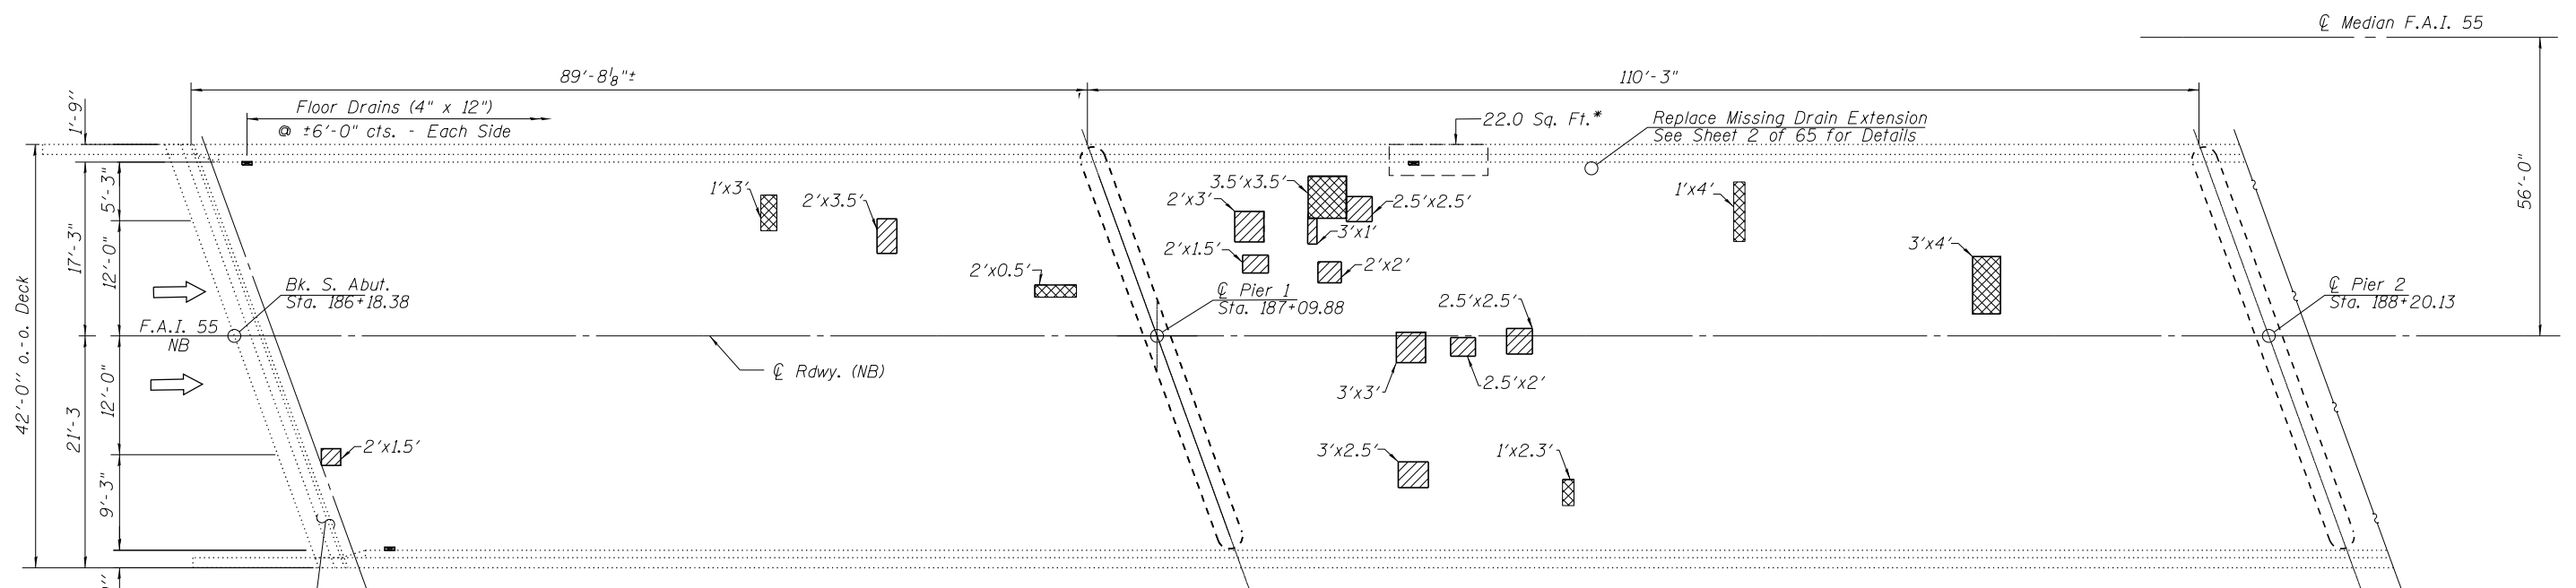 ℄ Median F.A.I. 55
89'-8 1/8"±
110'-3"
1'-9"
Floor Drains (4" x 12")
@ ±6'-0" cts. - Each Side
22.0 Sq. Ft.*
Replace Missing Drain Extension
See Sheet 2 of 65 for Details
56'-0"
42'-0" o.-o. Deck
17'-3"
5'-3"
12'-0"
21'-3
12'-0"
9'-3"
1'x3'
2'x3.5'
3.5'x3.5'
2'x3'
2.5'x2.5'
3'x1'
1'x4'
2'x1.5'
2'x2'
3'x4'
2'x0.5'
Bk. S. Abut.
Sta. 186+18.38
℄ Pier 1
Sta. 187+09.88
2.5'x2.5'
℄ Pier 2
Sta. 188+20.13
F.A.I. 55
NB
℄ Rdwy. (NB)
3'x3'
2.5'x2'
2'x1.5'
3'x2.5'
1'x2.3'